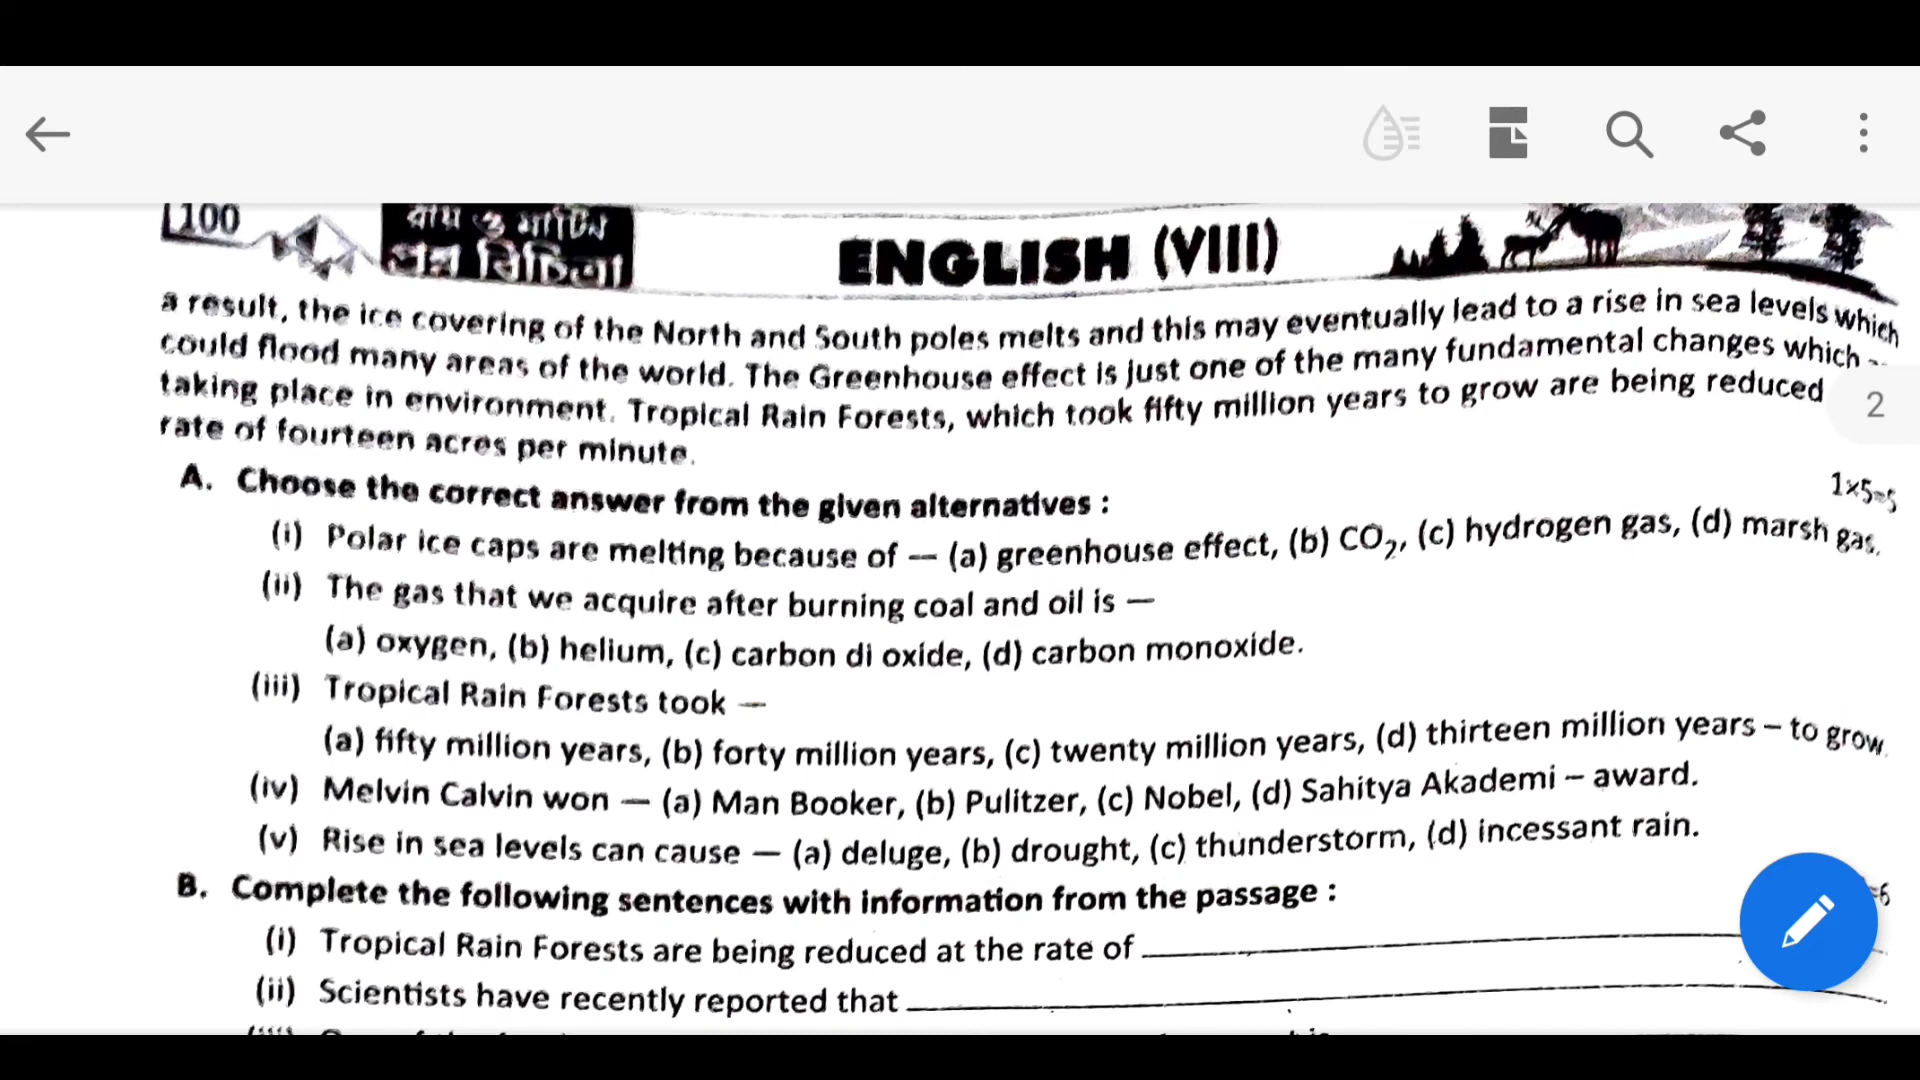 100
প্রশ্ন বিচিত্রা
ENGLISH (VIII)
a result, the ice covering of the North and South poles melts and this may eventually lead to a rise in sea levels which
could flood many areas of the world. The Greenhouse effect is just one of the many fundamental changes which
taking place in environment. Tropical Rain Forests, which took fifty million years to grow are being reduced
2
rate of fourteen acres per minute.
A. Choose the correct answer from the given alternatives :
1×5=5
(i) Polar ice caps are melting because of — (a) greenhouse effect, (b) CO₂, (c) hydrogen gas, (d) marsh gas.
(ii) The gas that we acquire after burning coal and oil is —
(a) oxygen, (b) helium, (c) carbon di oxide, (d) carbon monoxide.
(iii) Tropical Rain Forests took —
(a) fifty million years, (b) forty million years, (c) twenty million years, (d) thirteen million years – to grow.
(iv) Melvin Calvin won — (a) Man Booker, (b) Pulitzer, (c) Nobel, (d) Sahitya Akademi – award.
(v) Rise in sea levels can cause — (a) deluge, (b) drought, (c) thunderstorm, (d) incessant rain.
B. Complete the following sentences with information from the passage :
=6
(i) Tropical Rain Forests are being reduced at the rate of
(ii) Scientists have recently reported that